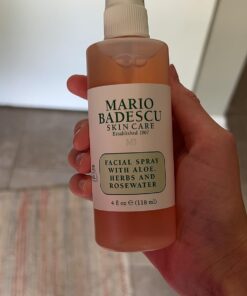 MARIO
BADESCU
SKIN CARE
Established 1967
FACIAL SPRAY
WITH ALOE,
HERBS AND
ROSEWATER
4 fl oz ℮ (118 ml)